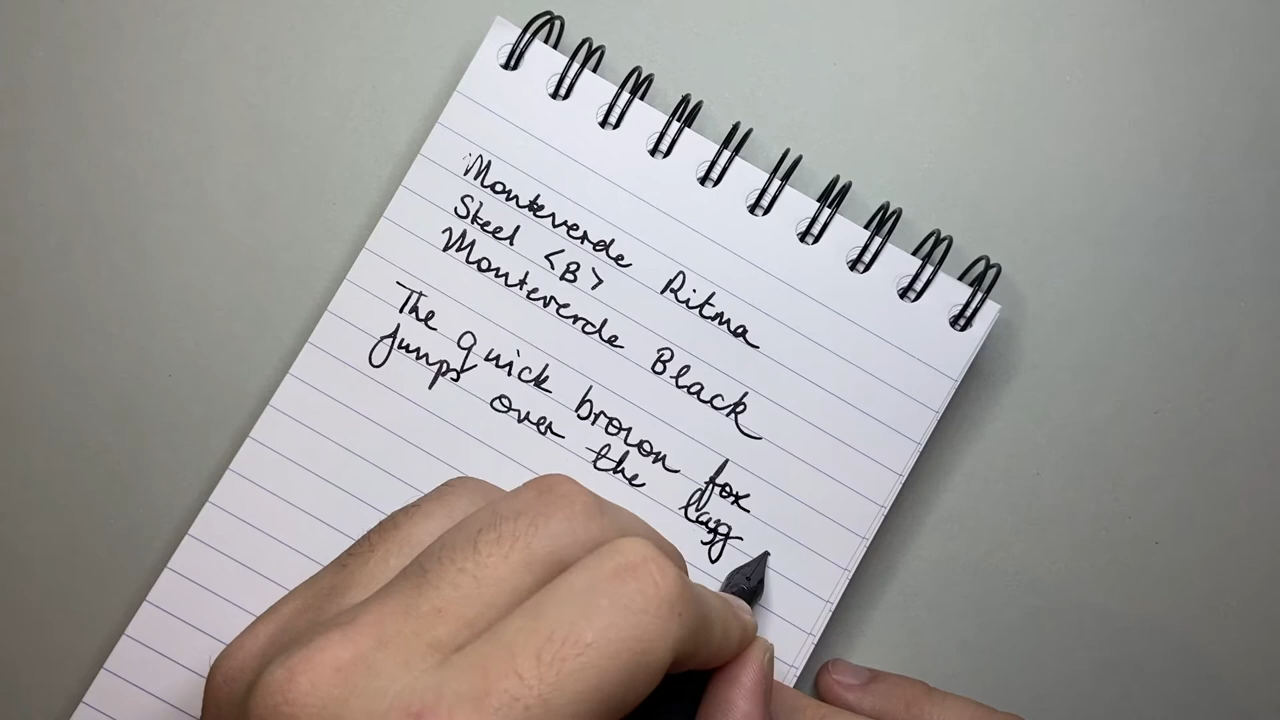 Monteverde Ritma
Steel <B>
Monteverde Black
The quick brown fox
jumps over the lazy